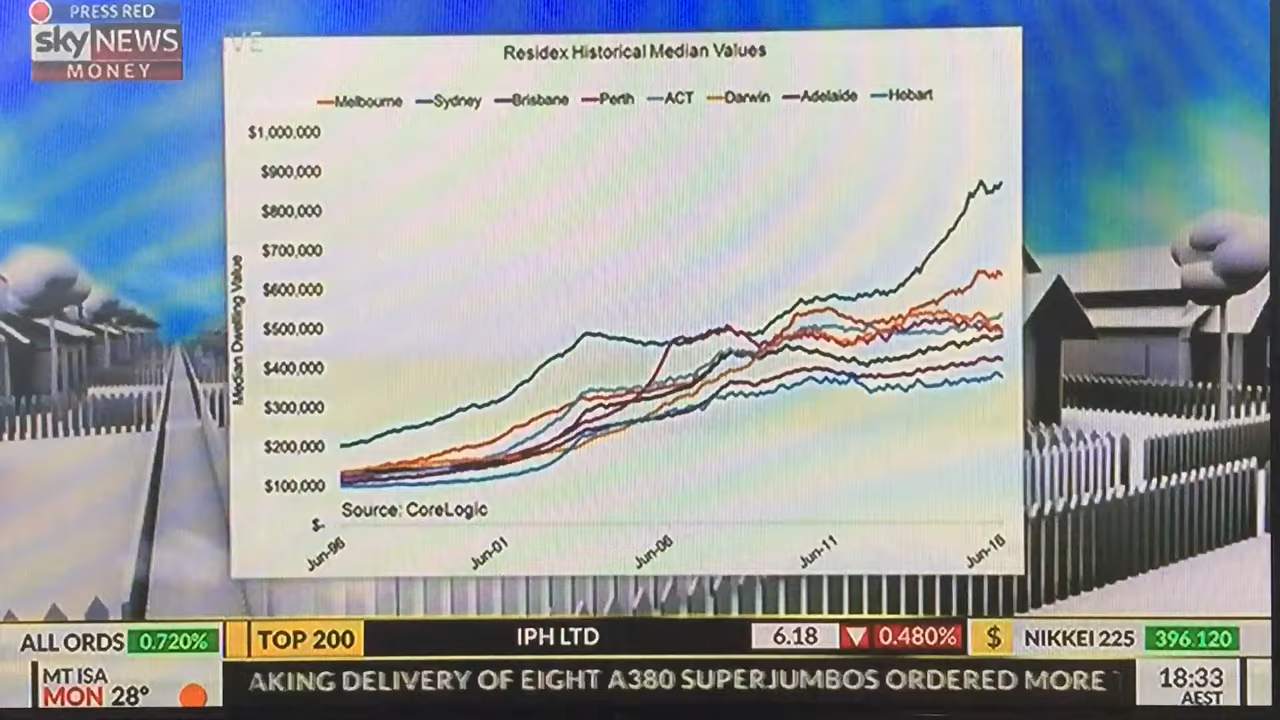 PRESS RED
sky NEWS
MONEY
VE
Residex Historical Median Values
Melbourne Sydney Brisbane Perth ACT Darwin Adelaide Hobart
$1,000,000
$900,000
$800,000
$700,000
$600,000
$500,000
$400,000
$300,000
$200,000
$100,000
$-
Median Dwelling Value
Source: CoreLogic
Jun-96 Jun-01 Jun-06 Jun-11 Jun-16
ALL ORDS 0.720% TOP 200 IPH LTD 6.18 0.480% $ NIKKEI 225 396.120
MT ISA
MON 28°
AKING DELIVERY OF EIGHT A380 SUPERJUMBOS ORDERED MORE
18:33
AEST